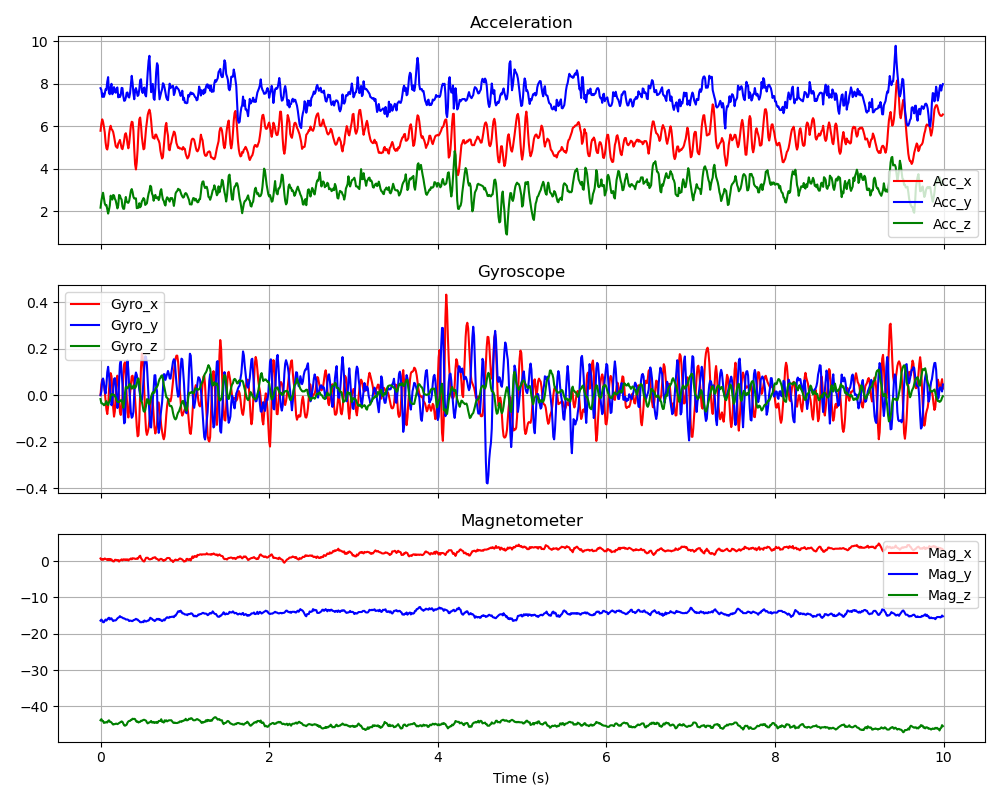 Acceleration
10
8
6
4
2
Acc_x
Acc_y
Acc_z
Gyroscope
0.4
0.2
0.0
−0.2
−0.4
Gyro_x
Gyro_y
Gyro_z
Magnetometer
0
−10
−20
−30
−40
Mag_x
Mag_y
Mag_z
0 2 4 6 8 10
Time (s)